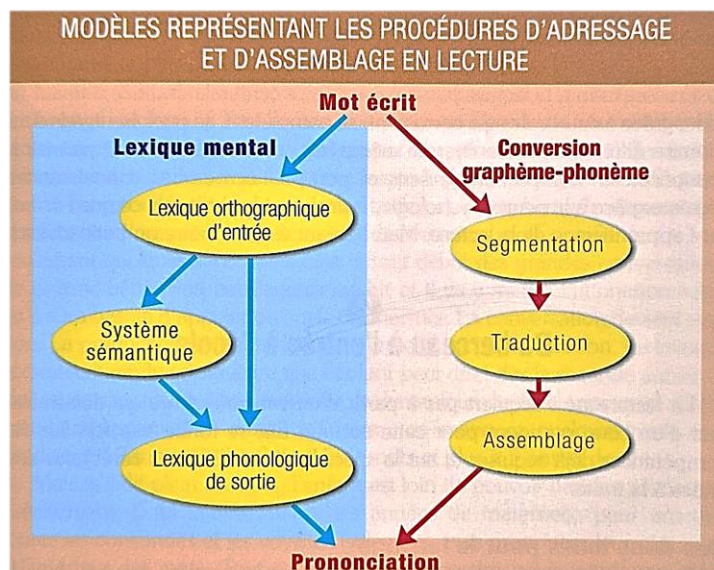 MODÈLES REPRÉSENTANT LES PROCÉDURES D'ADRESSAGE
ET D'ASSEMBLAGE EN LECTURE
Mot écrit
Lexique mental
Conversion
graphème-phonème
Lexique orthographique
d'entrée
Segmentation
Système
sémantique
Traduction
Lexique phonologique
de sortie
Assemblage
Prononciation